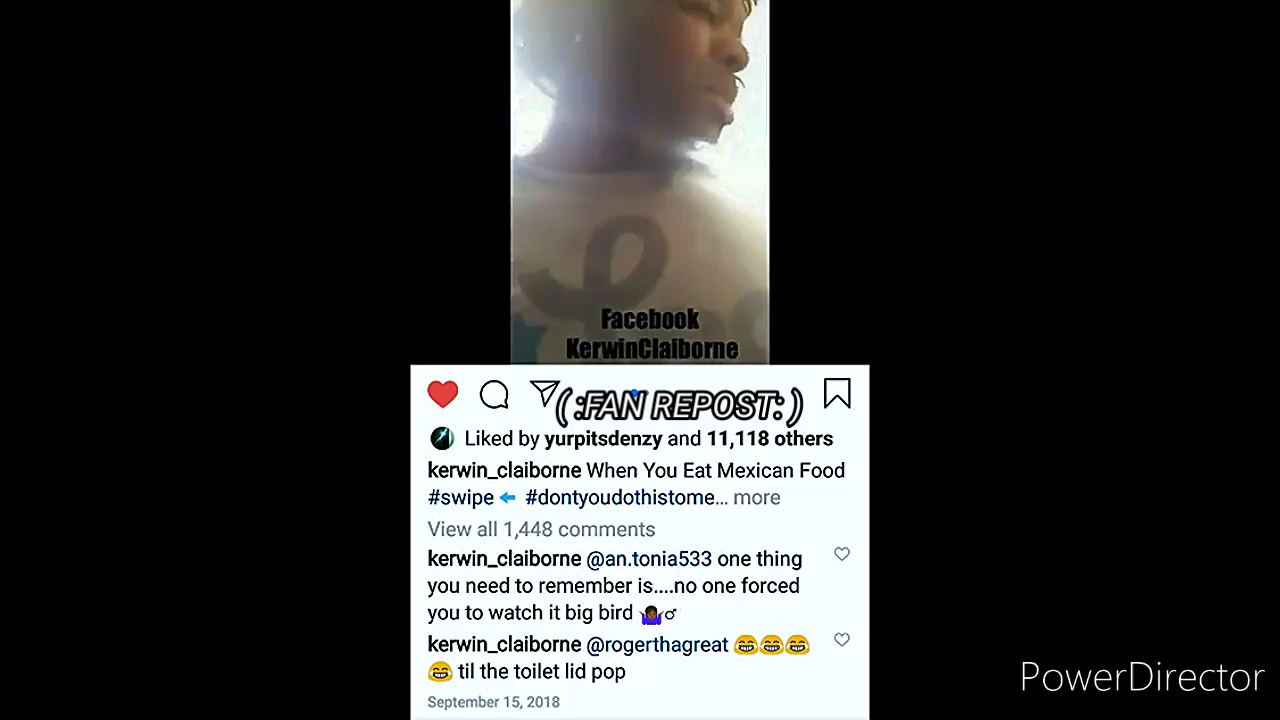 Facebook
KerwinClaiborne
(:FAN REPOST:)
Liked by yurpitsdenzy and 11,118 others
kerwin_claiborne When You Eat Mexican Food
#swipe ⬅ #dontyoudothistome... more
View all 1,448 comments
kerwin_claiborne @an.tonia533 one thing
you need to remember is....no one forced
you to watch it big bird 🤷🏾♂
kerwin_claiborne @rogerthagreat 😂😂😂
😂 til the toilet lid pop
September 15, 2018
PowerDirector